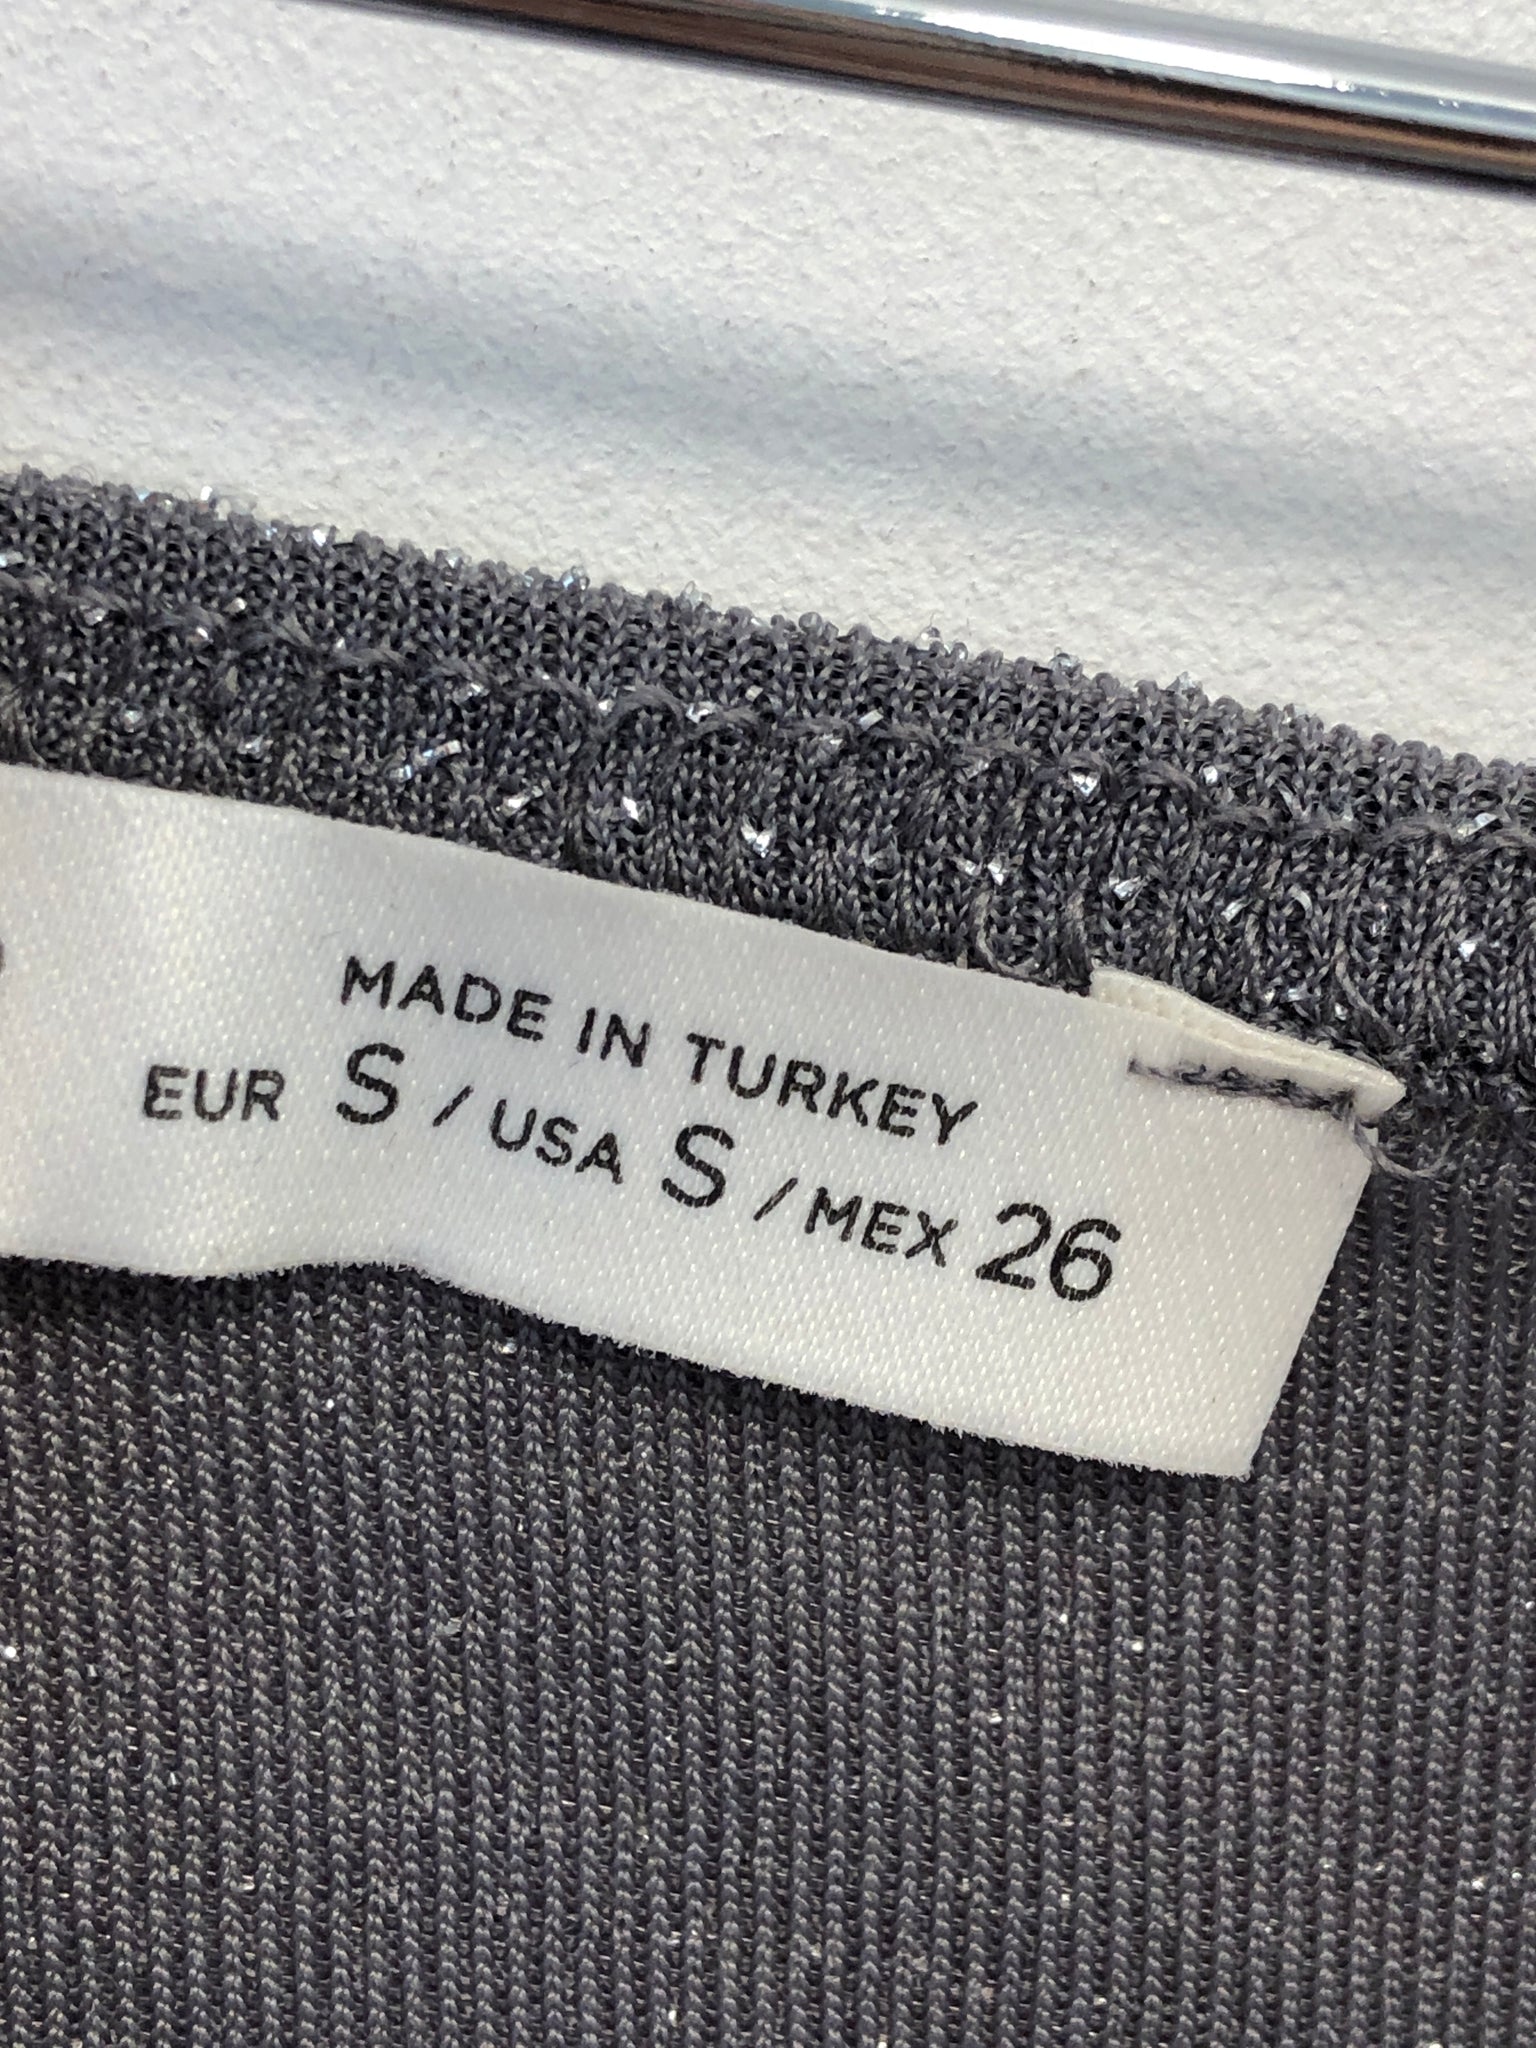 MADE IN TURKEY
EUR S / USA S / MEX 26